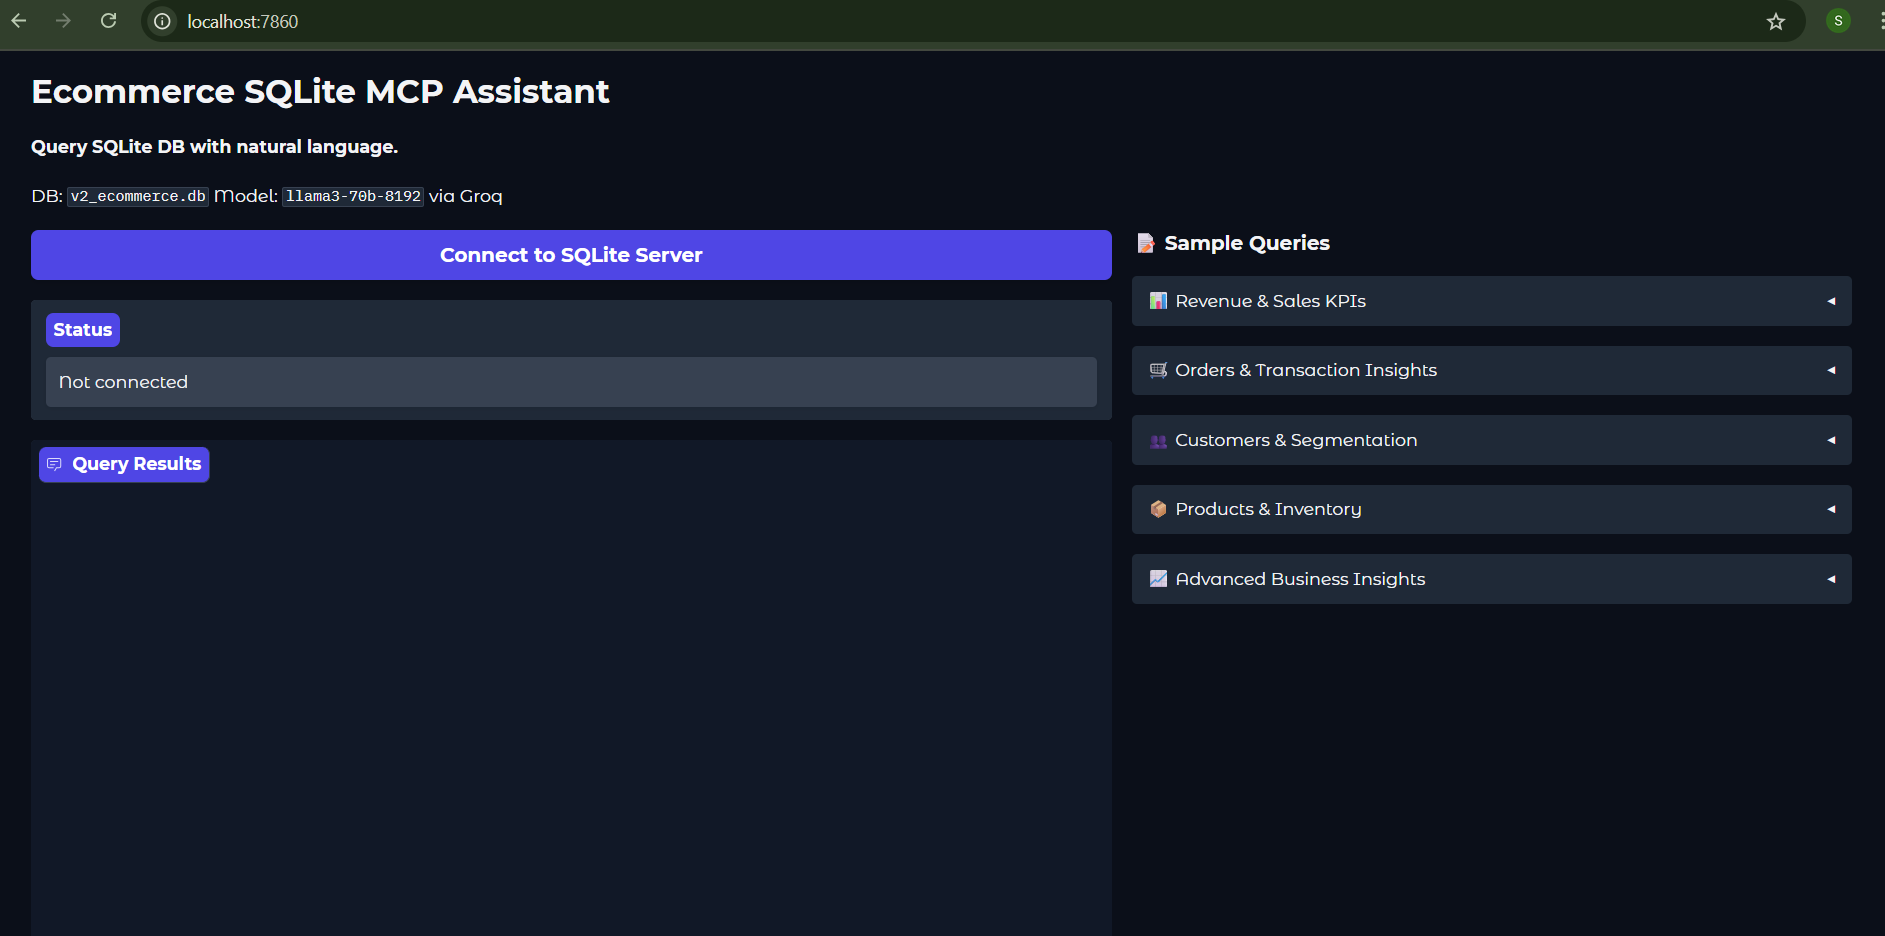 localhost:7860
S
Ecommerce SQLite MCP Assistant
Query SQLite DB with natural language.
DB: v2_ecommerce.db Model: llama3-70b-8192 via Groq
Connect to SQLite Server
Status
Not connected
Query Results
📝 Sample Queries
📊 Revenue & Sales KPIs
🛒 Orders & Transaction Insights
👥 Customers & Segmentation
📦 Products & Inventory
📈 Advanced Business Insights